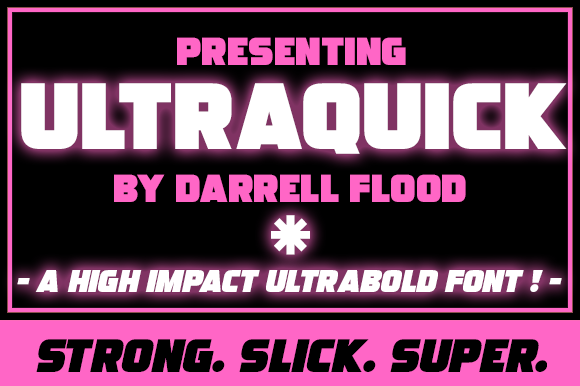 PRESENTING
ULTRAQUICK
BY DARRELL FLOOD
*
- A HIGH IMPACT ULTRABOLD FONT ! -
STRONG. SLICK. SUPER.